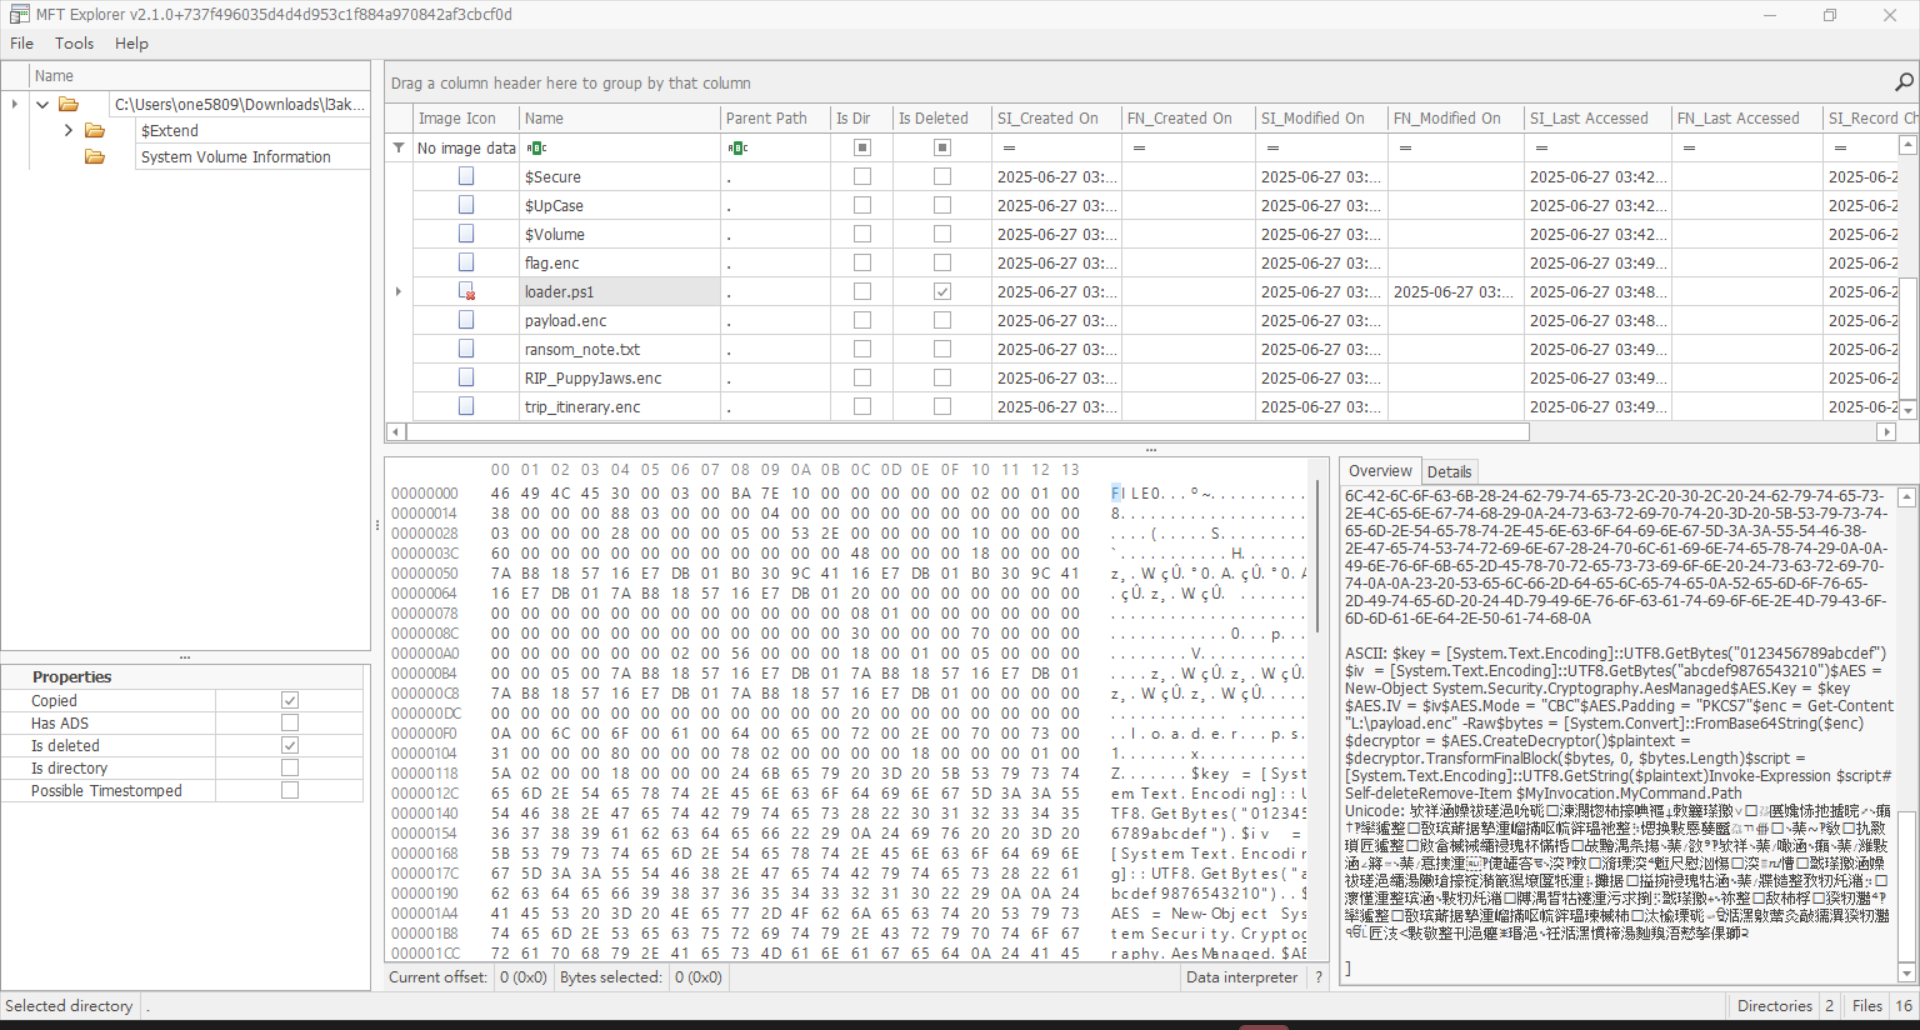 MFT Explorer v2.1.0+737f496035d4d4d953c1f884a970842af3cbcf0d
File Tools Help
Name
C:\Users\one5809\Downloads\l3ak...
$Extend
System Volume Information
Drag a column header here to group by that column
Image Icon Name Parent Path Is Dir Is Deleted SI_Created On FN_Created On SI_Modified On FN_Modified On SI_Last Accessed FN_Last Accessed SI_Record Ch
No image data = = = = = = =
$Secure . 2025-06-27 03:... 2025-06-27 03:... 2025-06-27 03:42... 2025-06-2
$UpCase . 2025-06-27 03:... 2025-06-27 03:... 2025-06-27 03:42... 2025-06-2
$Volume . 2025-06-27 03:... 2025-06-27 03:... 2025-06-27 03:42... 2025-06-2
flag.enc . 2025-06-27 03:... 2025-06-27 03:... 2025-06-27 03:49... 2025-06-2
loader.ps1 . 2025-06-27 03:... 2025-06-27 03:... 2025-06-27 03:... 2025-06-27 03:48... 2025-06-2
payload.enc . 2025-06-27 03:... 2025-06-27 03:... 2025-06-27 03:48... 2025-06-2
ransom_note.txt . 2025-06-27 03:... 2025-06-27 03:... 2025-06-27 03:49... 2025-06-2
RIP_PuppyJaws.enc . 2025-06-27 03:... 2025-06-27 03:... 2025-06-27 03:49... 2025-06-2
trip_itinerary.enc . 2025-06-27 03:... 2025-06-27 03:... 2025-06-27 03:49... 2025-06-2
Properties
Copied
Has ADS
Is deleted
Is directory
Possible Timestomped
00 01 02 03 04 05 06 07 08 09 0A 0B 0C 0D 0E 0F 10 11 12 13
00000000 46 49 4C 45 30 00 03 00 BA 7E 10 00 00 00 00 00 02 00 01 00 FILE0...º~..........
00000014 38 00 00 00 88 03 00 00 00 04 00 00 00 00 00 00 00 00 00 00 8...................
00000028 03 00 00 00 28 00 00 00 05 00 53 2E 00 00 00 00 10 00 00 00 ....(.....S.........
0000003C 60 00 00 00 00 00 00 00 00 00 00 00 48 00 00 00 18 00 00 00 `...........H.......
00000050 7A B8 18 57 16 E7 DB 01 B0 30 9C 41 16 E7 DB 01 B0 30 9C 41 z¸.W.çÛ.°0.A.çÛ.°0.A
00000064 16 E7 DB 01 7A B8 18 57 16 E7 DB 01 20 00 00 00 00 00 00 00 .çÛ.z¸.W.çÛ. .......
00000078 00 00 00 00 00 00 00 00 00 00 00 00 08 01 00 00 00 00 00 00 ....................
0000008C 00 00 00 00 00 00 00 00 00 00 00 00 30 00 00 00 70 00 00 00 ............0...p...
000000A0 00 00 00 00 00 00 02 00 56 00 00 00 18 00 01 00 05 00 00 00 ........V...........
000000B4 00 00 05 00 7A B8 18 57 16 E7 DB 01 7A B8 18 57 16 E7 DB 01 ....z¸.W.çÛ.z¸.W.çÛ.
000000C8 7A B8 18 57 16 E7 DB 01 7A B8 18 57 16 E7 DB 01 00 00 00 00 z¸.W.çÛ.z¸.W.çÛ.....
000000DC 00 00 00 00 00 00 00 00 00 00 00 00 20 00 00 00 00 00 00 00 ............ .......
000000F0 0A 00 6C 00 6F 00 61 00 64 00 65 00 72 00 2E 00 70 00 73 00 ..l.o.a.d.e.r...p.s.
00000104 31 00 00 00 80 00 00 00 78 02 00 00 00 00 18 00 00 00 01 00 1.......x...........
00000118 5A 02 00 00 18 00 00 00 24 6B 65 79 20 3D 20 5B 53 79 73 74 Z.......$key = [Syst
0000012C 65 6D 2E 54 65 78 74 2E 45 6E 63 6F 64 69 6E 67 5D 3A 3A 55 em.Text.Encoding]::U
00000140 54 46 38 2E 47 65 74 42 79 74 65 73 28 22 30 31 32 33 34 35 TF8.GetBytes("012345
00000154 36 37 38 39 61 62 63 64 65 66 22 29 0A 24 69 76 20 20 3D 20 6789abcdef").$iv  =
00000168 5B 53 79 73 74 65 6D 2E 54 65 78 74 2E 45 6E 63 6F 64 69 6E [System.Text.Encodin
0000017C 67 5D 3A 3A 55 54 46 38 2E 47 65 74 42 79 74 65 73 28 22 61 g]::UTF8.GetBytes("a
00000190 62 63 64 65 66 39 38 37 36 35 34 33 32 31 30 22 29 0A 0A 24 bcdef9876543210")..$
000001A4 41 45 53 20 3D 20 4E 65 77 2D 4F 62 6A 65 63 74 20 53 79 73 AES = New-Object Sys
000001B8 74 65 6D 2E 53 65 63 75 72 69 74 79 2E 43 72 79 70 74 6F 67 tem.Security.Cryptog
000001CC 72 61 70 68 79 2E 41 65 73 4D 61 6E 61 67 65 64 0A 24 41 45 raphy.AesManaged.$AE
Current offset: 0 (0x0) Bytes selected: 0 (0x0) Data interpreter ?
Overview Details
6C-42-6C-6F-63-6B-28-24-62-79-74-65-73-2C-20-30-2C-20-24-62-79-74-65-73-
2E-4C-65-6E-67-74-68-29-0A-24-73-63-72-69-70-74-20-3D-20-5B-53-79-73-74-
65-6D-2E-54-65-78-74-2E-45-6E-63-6F-64-69-6E-67-5D-3A-3A-55-54-46-38-
2E-47-65-74-53-74-72-69-6E-67-28-24-70-6C-61-69-6E-74-65-78-74-29-0A-0A-
49-6E-76-6F-6B-65-2D-45-78-70-72-65-73-73-69-6F-6E-20-24-73-63-72-69-70-
74-0A-0A-23-20-53-65-6C-66-2D-64-65-6C-65-74-65-0A-52-65-6D-6F-76-65-
2D-49-74-65-6D-20-24-4D-79-49-6E-76-6F-63-61-74-69-6F-6E-2E-4D-79-43-6F-
6D-6D-61-6E-64-2E-50-61-74-68-0A
ASCII: $key = [System.Text.Encoding]::UTF8.GetBytes("0123456789abcdef")
$iv  = [System.Text.Encoding]::UTF8.GetBytes("abcdef9876543210")$AES =
New-Object System.Security.Cryptography.AesManaged$AES.Key = $key
$AES.IV = $iv$AES.Mode = "CBC"$AES.Padding = "PKCS7"$enc = Get-Content
"L:\payload.enc" -Raw$bytes = [System.Convert]::FromBase64String($enc)
$decryptor = $AES.CreateDecryptor()$plaintext =
$decryptor.TransformFinalBlock($bytes, 0, $bytes.Length)$script =
[System.Text.Encoding]::UTF8.GetString($plaintext)Invoke-Expression $script#
Self-deleteRemove-Item $MyInvocation.MyCommand.Path
Unicode:
]
Selected directory .
Directories 2 Files 16